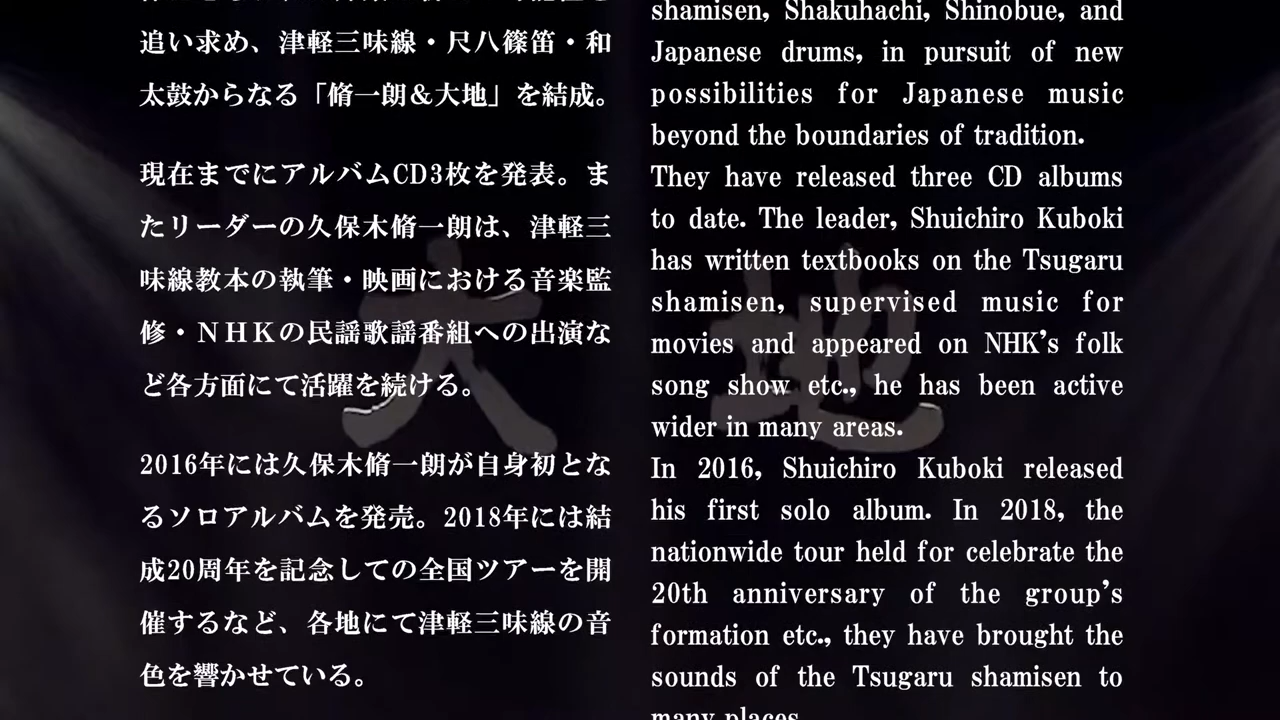 追い求め、津軽三味線・尺八篠笛・和
太鼓からなる「脩一朗＆大地」を結成。
現在までにアルバムCD3枚を発表。ま
たリーダーの久保木脩一朗は、津軽三
味線教本の執筆・映画における音楽監
修・ＮＨＫの民謡歌謡番組への出演な
ど各方面にて活躍を続ける。
2016年には久保木脩一朗が自身初とな
るソロアルバムを発売。2018年には結
成20周年を記念しての全国ツアーを開
催するなど、各地にて津軽三味線の音
色を響かせている。
shamisen, Shakuhachi, Shinobue, and
Japanese drums, in pursuit of new
possibilities for Japanese music
beyond the boundaries of tradition.
They have released three CD albums
to date. The leader, Shuichiro Kuboki
has written textbooks on the Tsugaru
shamisen, supervised music for
movies and appeared on NHK’s folk
song show etc., he has been active
wider in many areas.
In 2016, Shuichiro Kuboki released
his first solo album. In 2018, the
nationwide tour held for celebrate the
20th anniversary of the group’s
formation etc., they have brought the
sounds of the Tsugaru shamisen to
many places.
大地